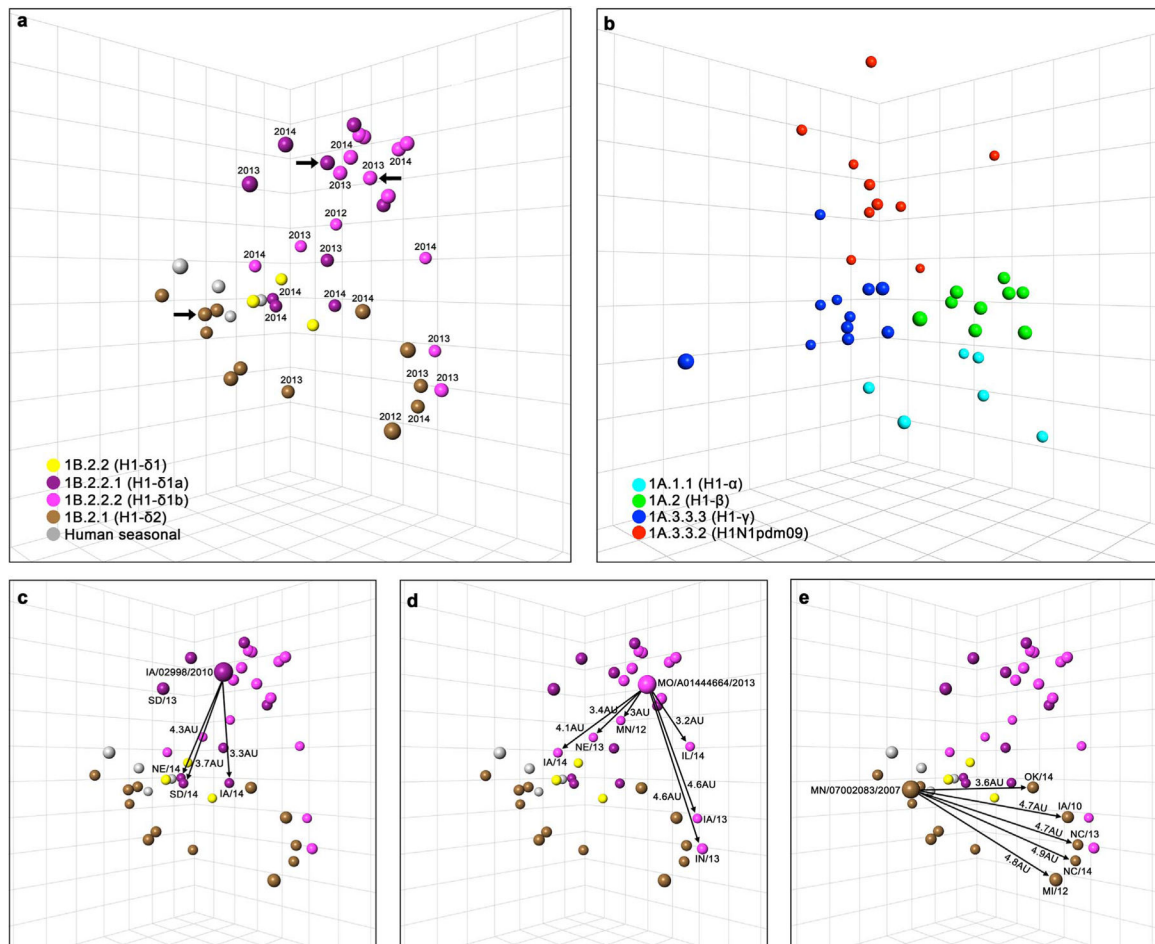 a
2014
2014
2013
2014
2013
2013
2012
2013
2013
2014
2014
2014
2014
2014
2014
2013
2013
2013
2012
2014
1B.2.2 (H1-δ1)
1B.2.2.1 (H1-δ1a)
1B.2.2.2 (H1-δ1b)
1B.2.1 (H1-δ2)
Human seasonal
b
1A.1.1 (H1-α)
1A.2 (H1-β)
1A.3.3.3 (H1-γ)
1A.3.3.2 (H1N1pdm09)
c
IA/02998/2010
SD/13
4.3AU
3.7AU
3.3AU
NE/14
SD/14
IA/14
d
MO/A01444664/2013
3.4AU
3AU
4.1AU
3.2AU
MN/12
NE/13
IA/14
IL/14
4.6AU
4.6AU
IA/13
IN/13
e
MN/07002083/2007
3.6AU
OK/14
4.7AU
IA/10
4.7AU
NC/13
4.9AU
NC/14
4.8AU
MI/12